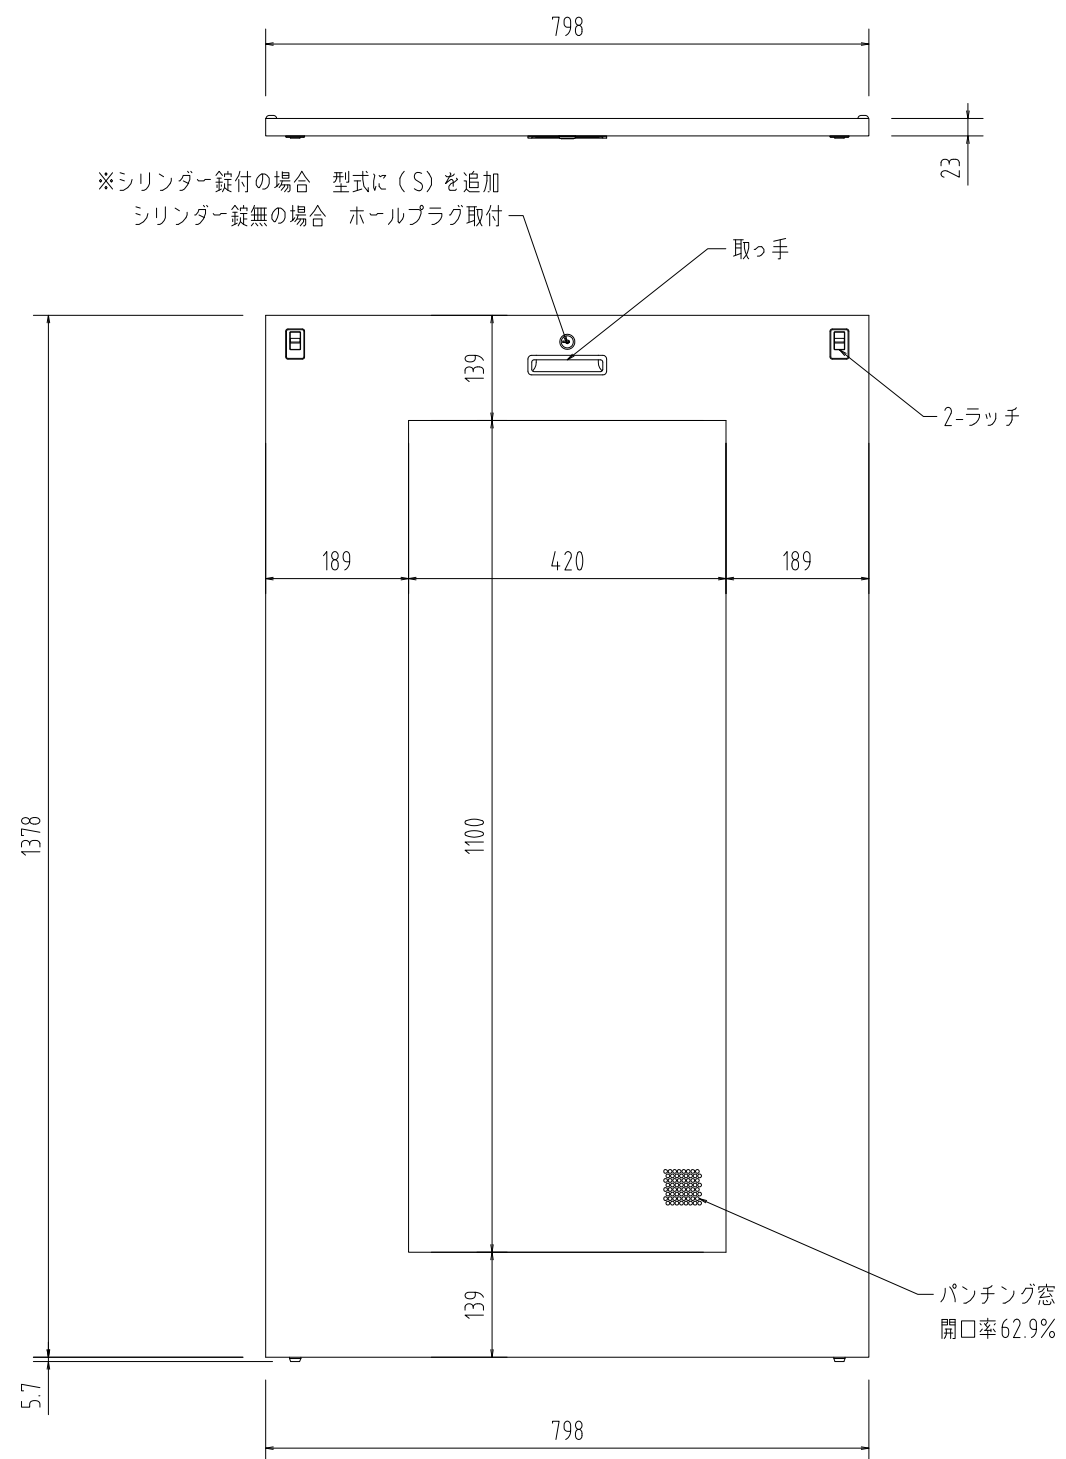 798
23
※シリンダー錠付の場合　型式に（S）を追加
シリンダー錠無の場合　ホールプラグ取付
取っ手
139
2-ラッチ
189
420
189
1378
1100
139
パンチング窓
開口率62.9%
5.7
798